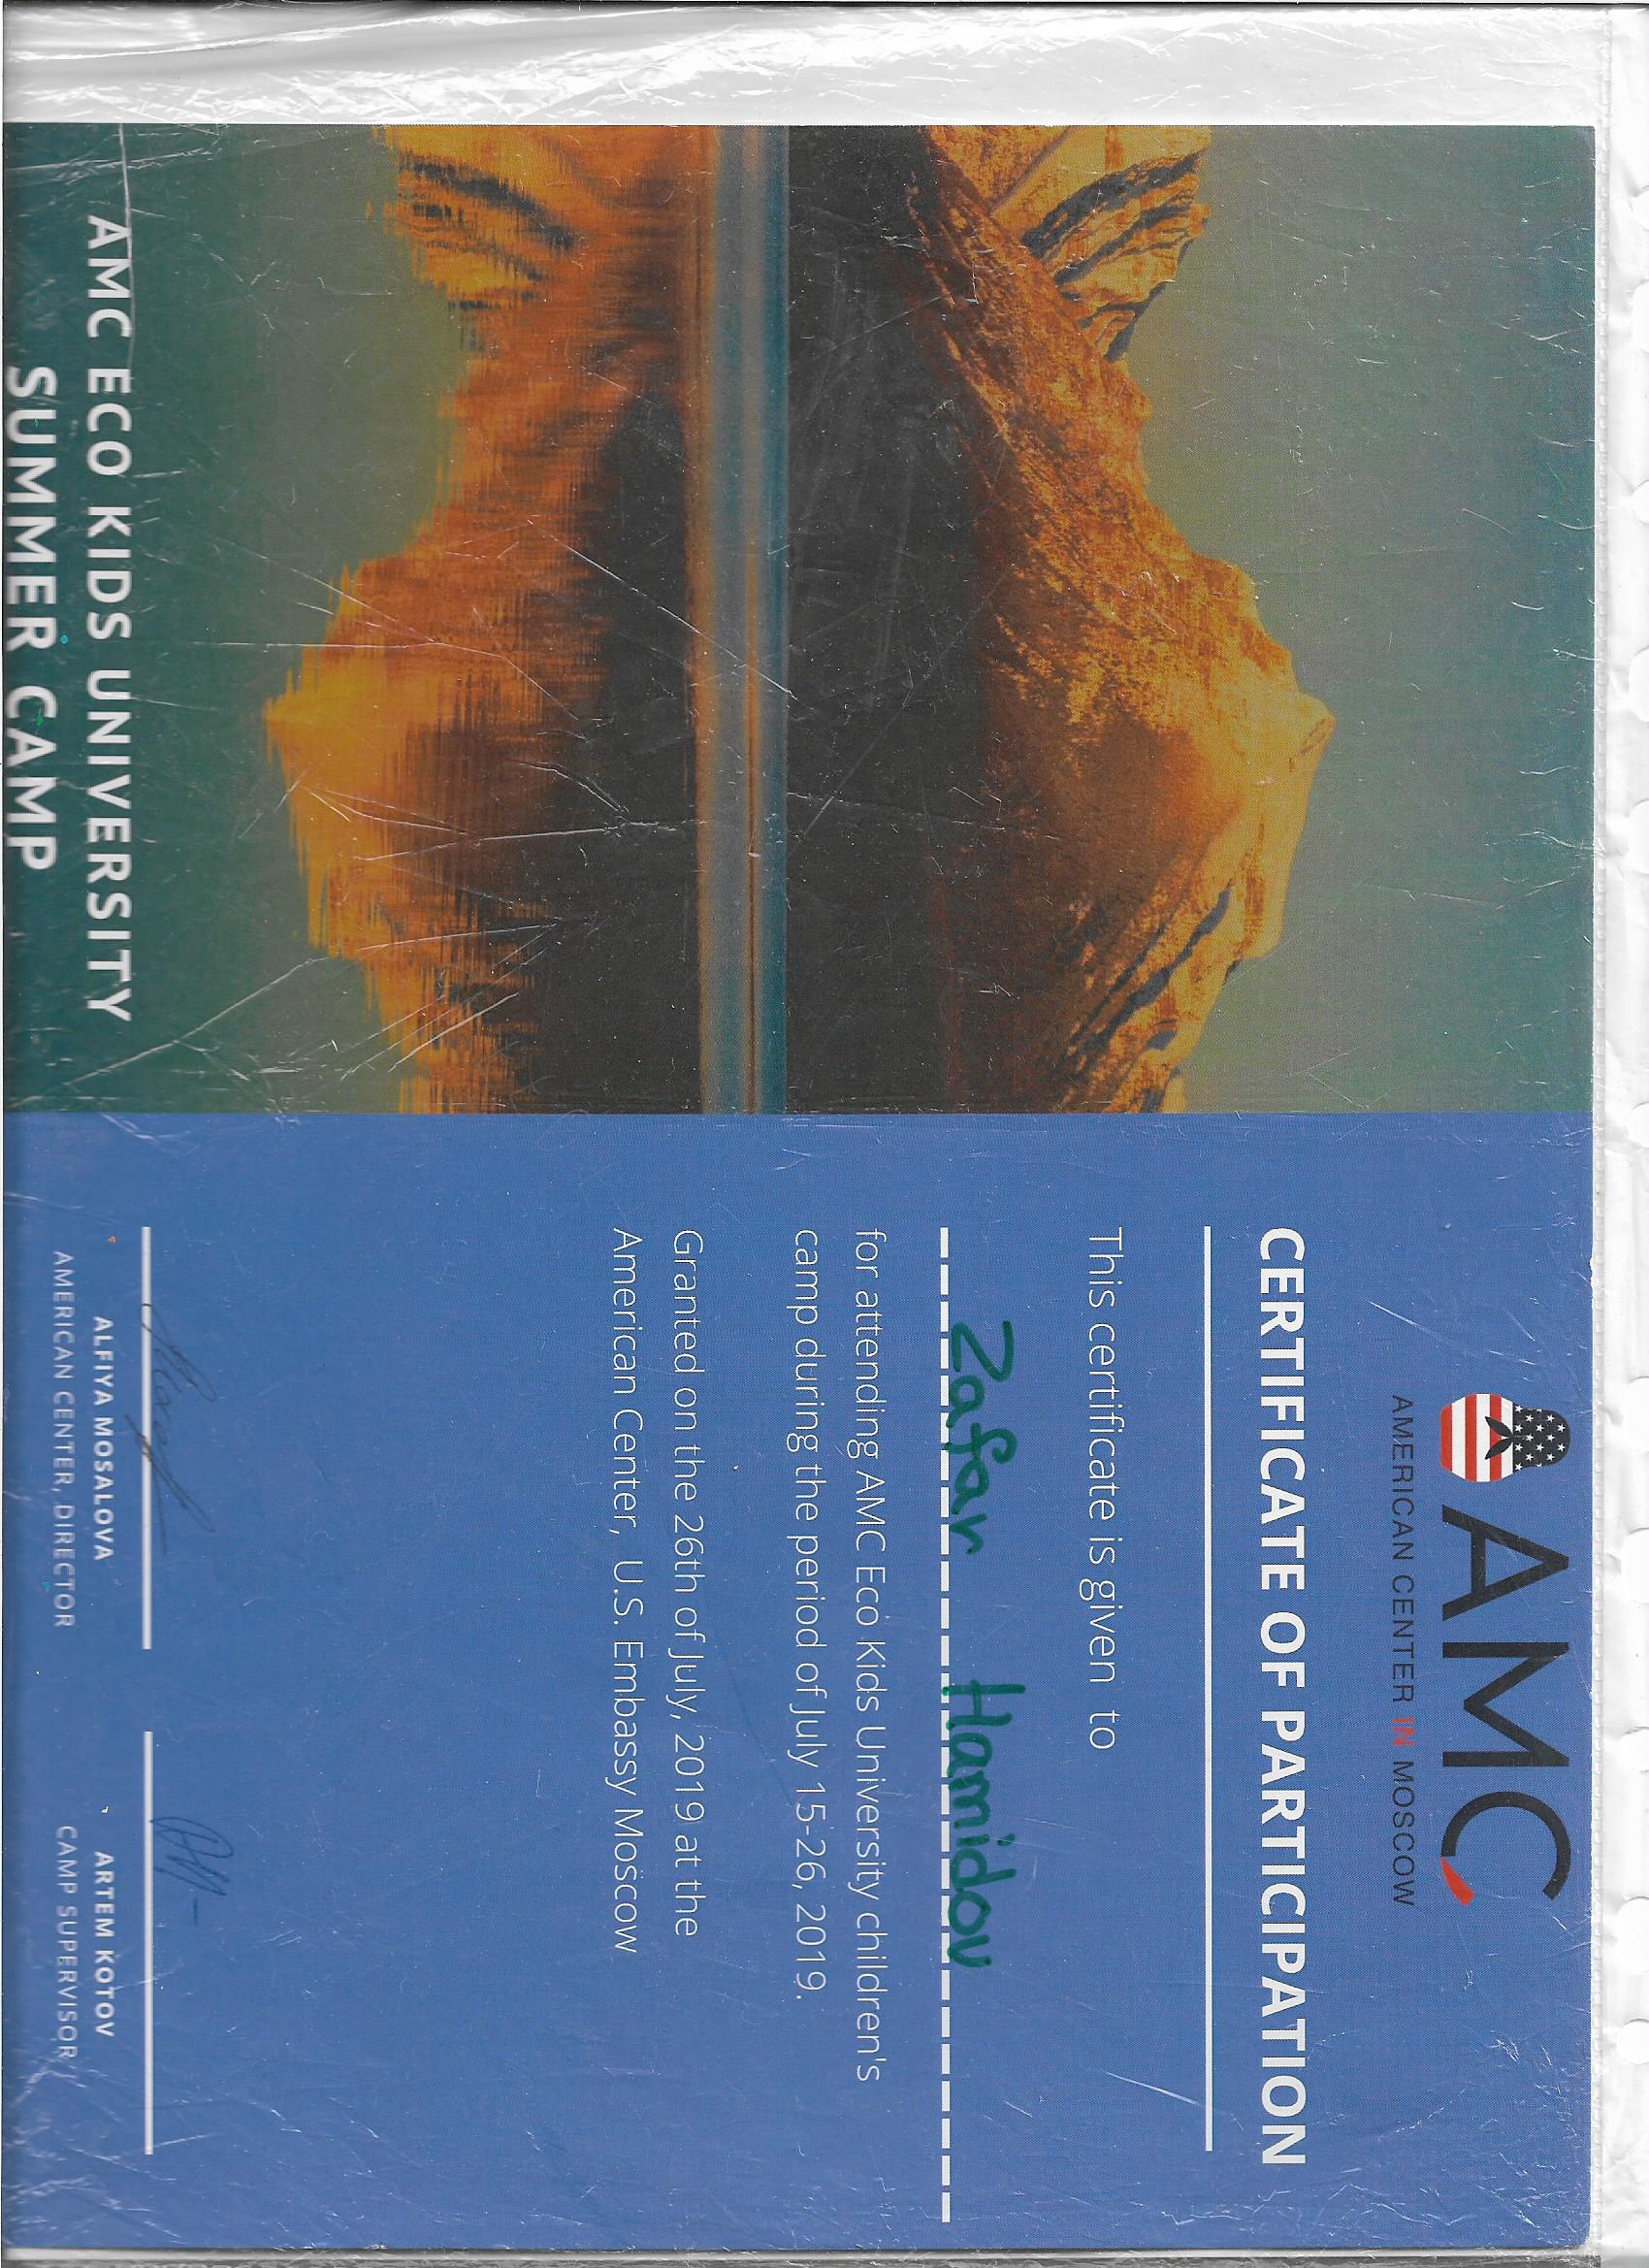 AMC
AMERICAN CENTER IN MOSCOW
CERTIFICATE OF PARTICIPATION
This certificate is given to
Zafar Hamidov
for attending AMC Eco Kids University children's
camp during the period of July 15-26, 2019.
Granted on the 26th of July, 2019 at the
American Center, U.S. Embassy Moscow
ALFIYA MOSALOVA
AMERICAN CENTER, DIRECTOR
ARTEM KOTOV
CAMP SUPERVISOR
AMC ECO KIDS UNIVERSITY
SUMMER CAMP